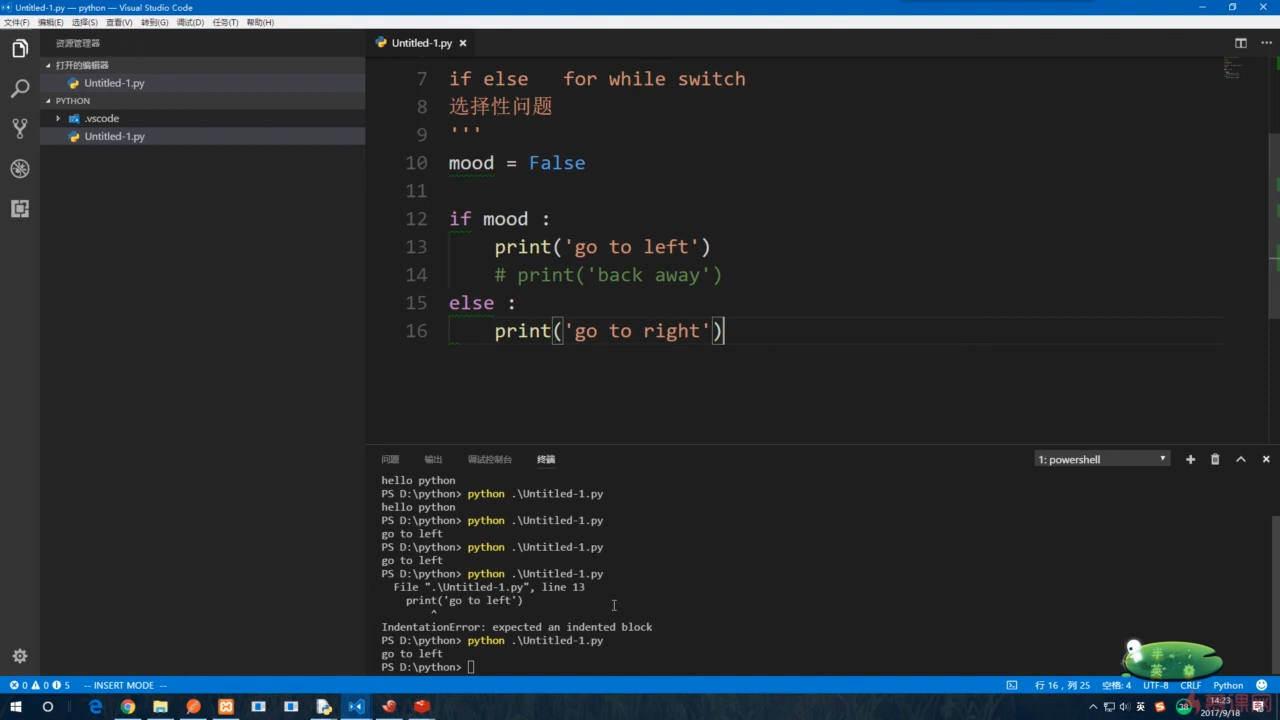 Untitled-1.py — python — Visual Studio Code
文件(F) 编辑(E) 选择(S) 查看(V) 转到(G) 调试(D) 任务(T) 帮助(H)
资源管理器
打开的编辑器
Untitled-1.py
PYTHON
.vscode
Untitled-1.py
Untitled-1.py
7 if else   for while switch
8 选择性问题
9 '''
10 mood = False
11
12 if mood :
13     print('go to left')
14     # print('back away')
15 else :
16     print('go to right')
问题 输出 调试控制台 终端
1: powershell
hello python
PS D:\python> python .\Untitled-1.py
hello python
PS D:\python> python .\Untitled-1.py
go to left
PS D:\python> python .\Untitled-1.py
go to left
PS D:\python> python .\Untitled-1.py
  File ".\Untitled-1.py", line 13
    print('go to left')
        ^
IndentationError: expected an indented block
PS D:\python> python .\Untitled-1.py
go to left
PS D:\python>
0 0 5 -- INSERT MODE --
行 16，列 25 空格: 4 UTF-8 CRLF Python
英
14:23
2017/9/18